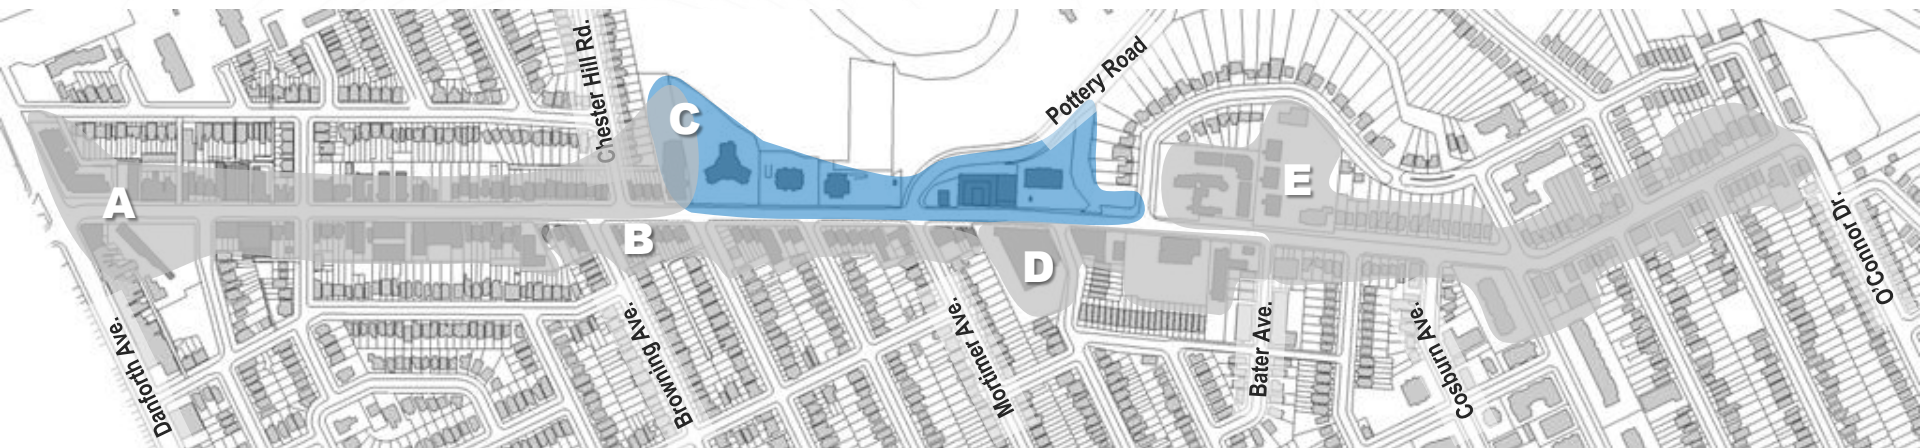 Chester Hill Rd.
Pottery Road
C
E
A
B
D
O'Connor Dr.
Danforth Ave.
Browning Ave.
Mortimer Ave.
Bater Ave.
Cosburn Ave.